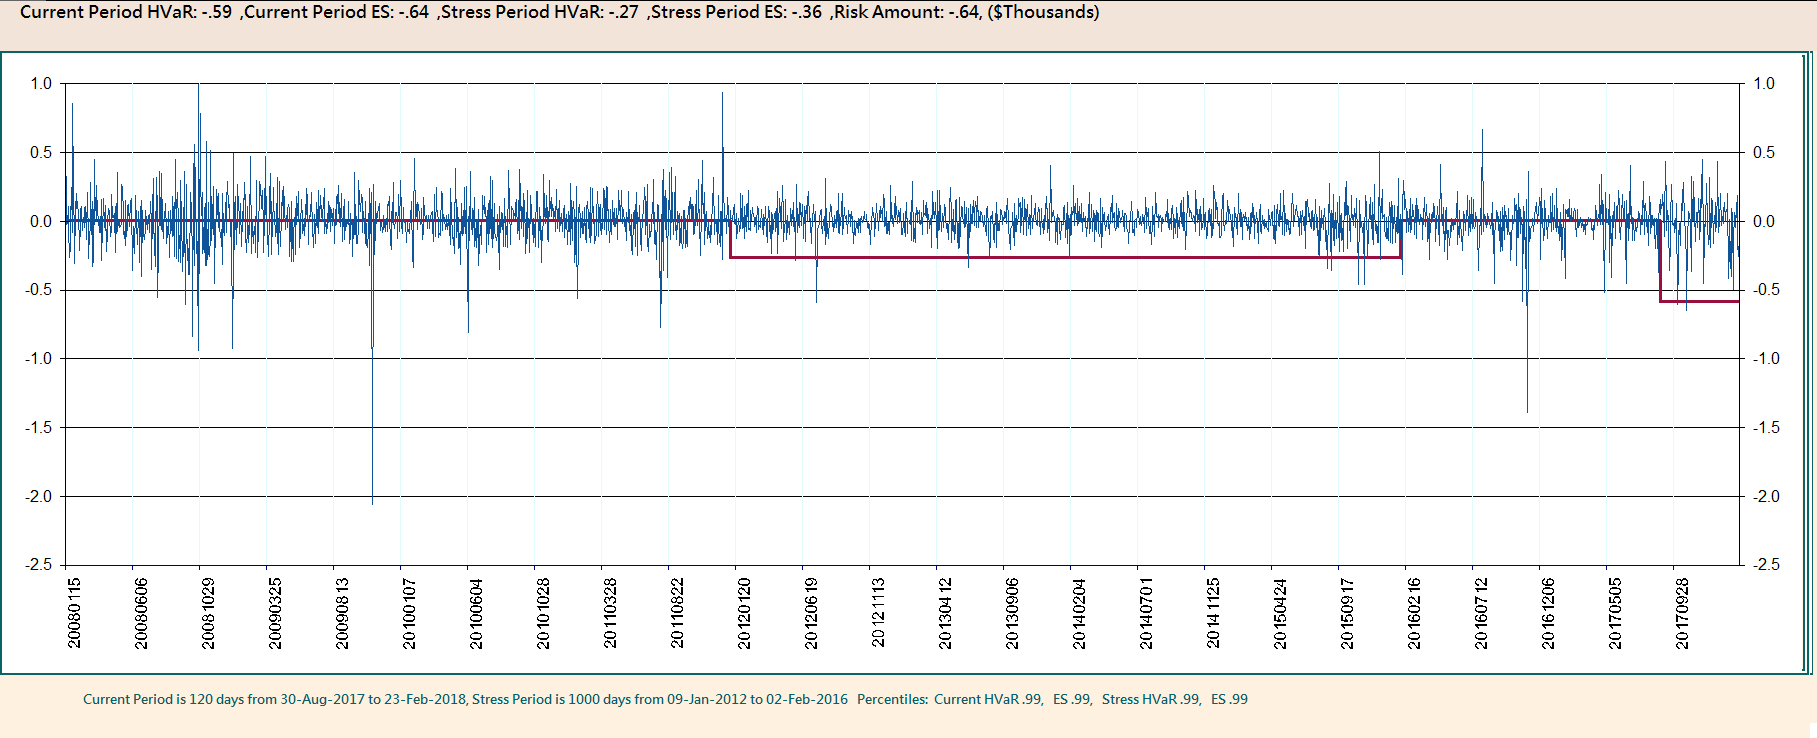 Current Period HVaR: -.59 ,Current Period ES: -.64 ,Stress Period HVaR: -.27 ,Stress Period ES: -.36 ,Risk Amount: -.64, ($Thousands)
1.0 1.0
0.5 0.5
0.0 0.0
-0.5 -0.5
-1.0 -1.0
-1.5 -1.5
-2.0 -2.0
-2.5 -2.5
20080115 20080606 20081029 20090325 20090813 20100107 20100604 20101028 20110328 20110822 20120120 20120619 20121113 20130412 20130906 20140204 20140701 20141125 20150424 20150917 20160216 20160712 20161206 20170505 20170928
Current Period is 120 days from 30-Aug-2017 to 23-Feb-2018, Stress Period is 1000 days from 09-Jan-2012 to 02-Feb-2016 Percentiles: Current HVaR .99, ES .99, Stress HVaR .99, ES .99